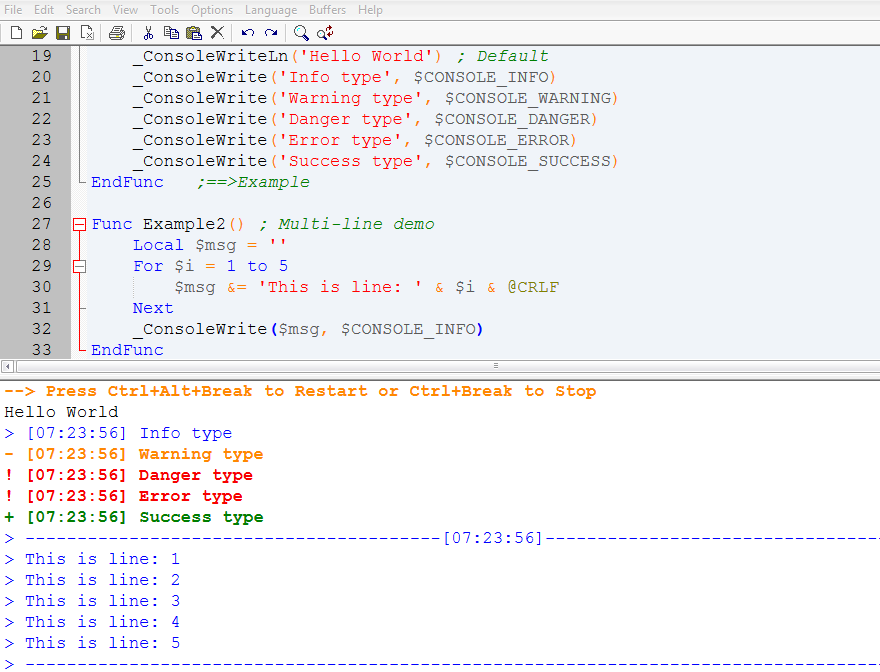 File Edit Search View Tools Options Language Buffers Help
19 _ConsoleWriteLn('Hello World') ; Default
20 _ConsoleWrite('Info type', $CONSOLE_INFO)
21 _ConsoleWrite('Warning type', $CONSOLE_WARNING)
22 _ConsoleWrite('Danger type', $CONSOLE_DANGER)
23 _ConsoleWrite('Error type', $CONSOLE_ERROR)
24 _ConsoleWrite('Success type', $CONSOLE_SUCCESS)
25 EndFunc ;==>Example
26
27 Func Example2() ; Multi-line demo
28 Local $msg = ''
29 For $i = 1 to 5
30 $msg &= 'This is line: ' & $i & @CRLF
31 Next
32 _ConsoleWrite($msg, $CONSOLE_INFO)
33 EndFunc
--> Press Ctrl+Alt+Break to Restart or Ctrl+Break to Stop
Hello World
> [07:23:56] Info type
- [07:23:56] Warning type
! [07:23:56] Danger type
! [07:23:56] Error type
+ [07:23:56] Success type
> ----------------------------------------[07:23:56]--------------------------------
> This is line: 1
> This is line: 2
> This is line: 3
> This is line: 4
> This is line: 5
> ----------------------------------------------------------------------------------